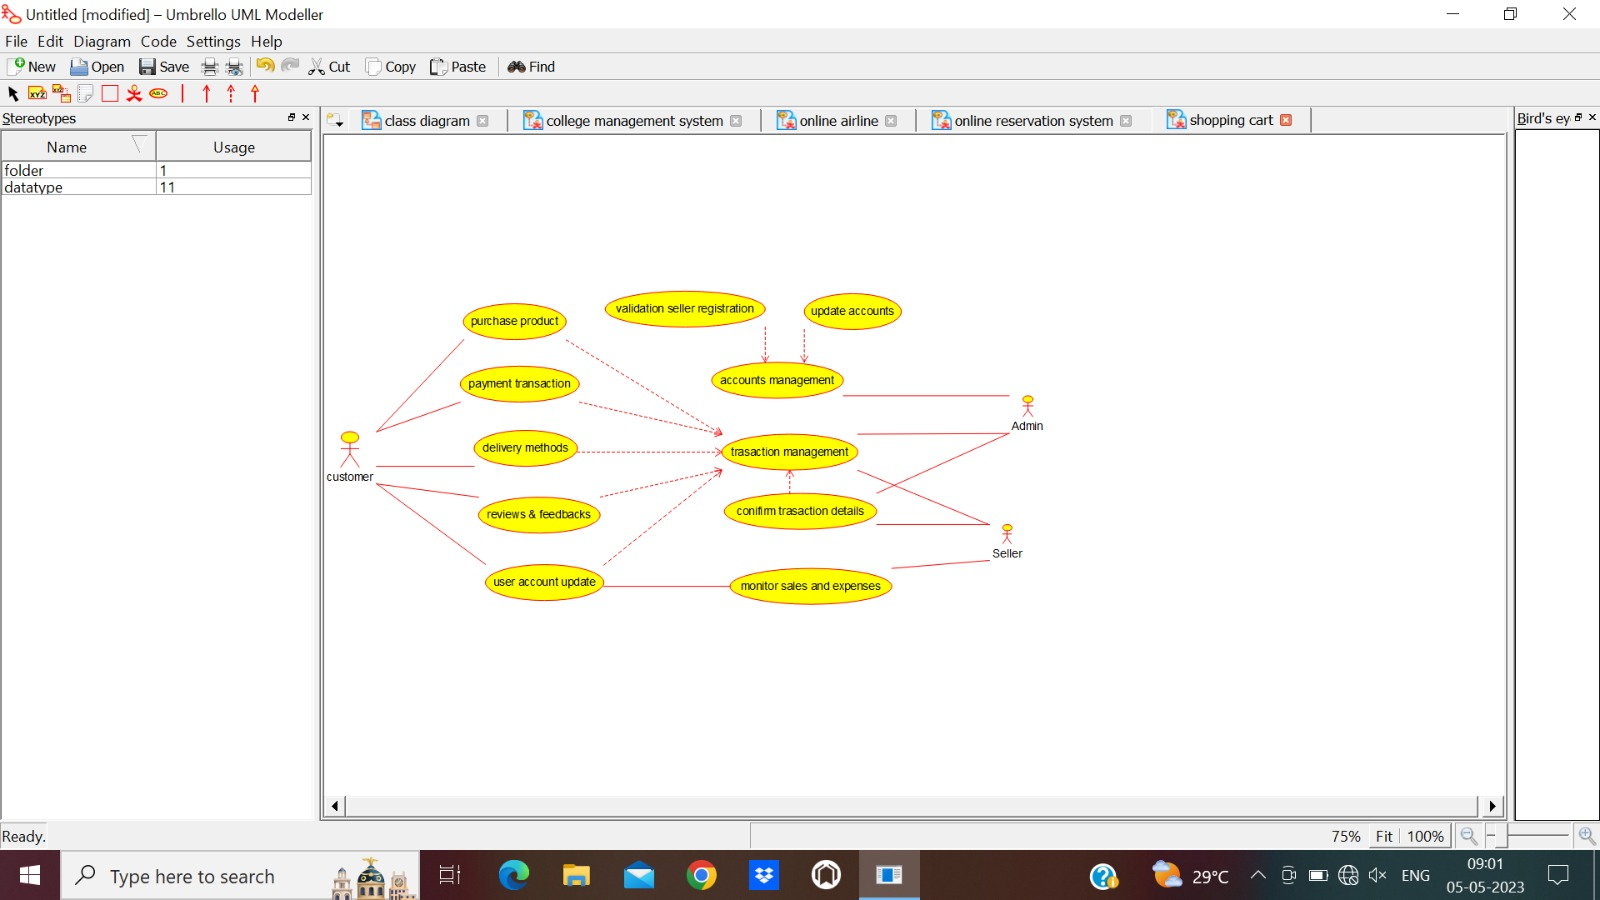 Untitled [modified] – Umbrello UML Modeller
File Edit Diagram Code Settings Help
New Open Save Cut Copy Paste Find
XYZ ABC
Stereotypes
class diagram college management system online airline online reservation system shopping cart
Bird's ey
Name Usage
folder 1
datatype 11
validation seller registration
update accounts
purchase product
payment transaction
accounts management
Admin
delivery methods
trasaction management
customer
reviews & feedbacks
conifirm trasaction details
Seller
user account update
monitor sales and expenses
Ready.
75% Fit 100%
Type here to search
29°C
ENG
09:01
05-05-2023